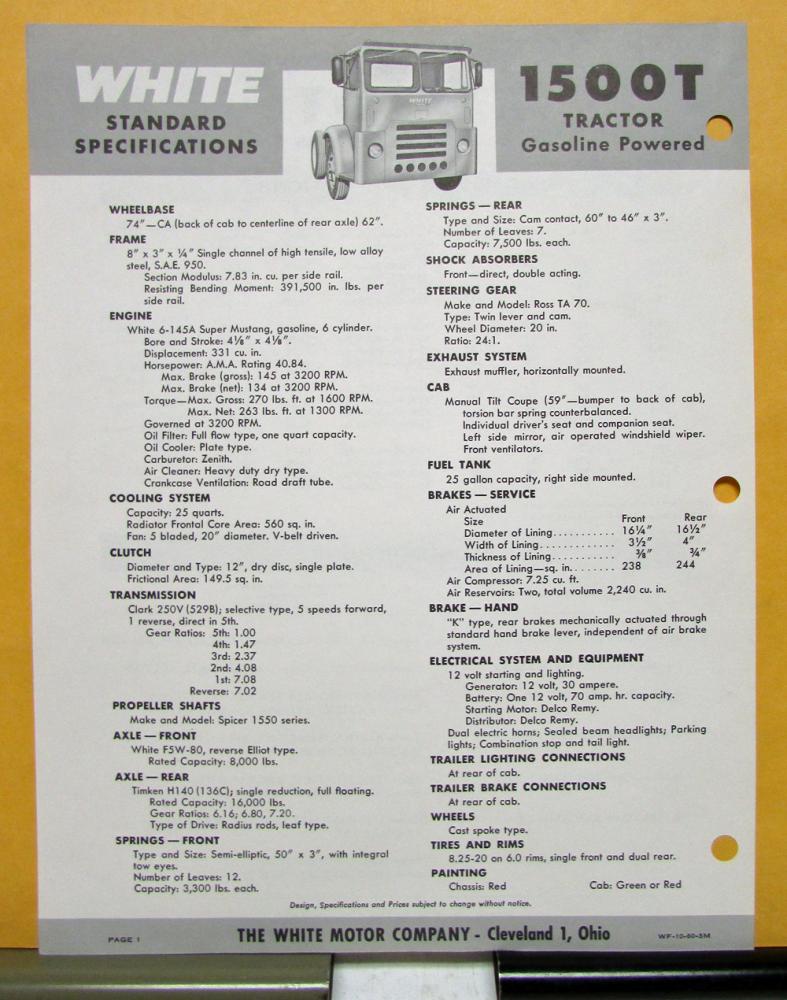 WHITE
STANDARD
SPECIFICATIONS
WHITE
1500T
TRACTOR
Gasoline Powered
WHEELBASE
74"—CA (back of cab to centerline of rear axle) 62".
FRAME
8" x 3" x ¼" Single channel of high tensile, low alloy
steel, S.A.E. 950.
Section Modulus: 7.83 in. cu. per side rail.
Resisting Bending Moment: 391,500 in. lbs. per
side rail.
ENGINE
White 6-145A Super Mustang, gasoline, 6 cylinder.
Bore and Stroke: 4⅛" x 4⅛".
Displacement: 331 cu. in.
Horsepower: A.M.A. Rating 40.84.
Max. Brake (gross): 145 at 3200 RPM.
Max. Brake (net): 134 at 3200 RPM.
Torque—Max. Gross: 270 lbs. ft. at 1600 RPM.
Max. Net: 263 lbs. ft. at 1300 RPM.
Governed at 3200 RPM.
Oil Filter: Full flow type, one quart capacity.
Oil Cooler: Plate type.
Carburetor: Zenith.
Air Cleaner: Heavy duty dry type.
Crankcase Ventilation: Road draft tube.
COOLING SYSTEM
Capacity: 25 quarts.
Radiator Frontal Core Area: 560 sq. in.
Fan: 5 bladed, 20" diameter. V-belt driven.
CLUTCH
Diameter and Type: 12", dry disc, single plate.
Frictional Area: 149.5 sq. in.
TRANSMISSION
Clark 250V (529B); selective type, 5 speeds forward,
1 reverse, direct in 5th.
Gear Ratios: 5th: 1.00
4th: 1.47
3rd: 2.37
2nd: 4.08
1st: 7.08
Reverse: 7.02
PROPELLER SHAFTS
Make and Model: Spicer 1550 series.
AXLE — FRONT
White F5W-80, reverse Elliot type.
Rated Capacity: 8,000 lbs.
AXLE — REAR
Timken H140 (136C); single reduction, full floating.
Rated Capacity: 16,000 lbs.
Gear Ratios: 6.16; 6.80, 7.20.
Type of Drive: Radius rods, leaf type.
SPRINGS — FRONT
Type and Size: Semi-elliptic, 50" x 3", with integral
tow eyes.
Number of Leaves: 12.
Capacity: 3,300 lbs. each.
SPRINGS — REAR
Type and Size: Cam contact, 60" to 46" x 3".
Number of Leaves: 7.
Capacity: 7,500 lbs. each.
SHOCK ABSORBERS
Front—direct, double acting.
STEERING GEAR
Make and Model: Ross TA 70.
Type: Twin lever and cam.
Wheel Diameter: 20 in.
Ratio: 24:1.
EXHAUST SYSTEM
Exhaust muffler, horizontally mounted.
CAB
Manual Tilt Coupe (59"—bumper to back of cab),
torsion bar spring counterbalanced.
Individual driver's seat and companion seat.
Left side mirror, air operated windshield wiper.
Front ventilators.
FUEL TANK
25 gallon capacity, right side mounted.
BRAKES — SERVICE
Air Actuated
Size Front Rear
Diameter of Lining.......... 16¼" 16½"
Width of Lining............ 3½" 4"
Thickness of Lining.......... ⅜" ¾"
Area of Lining—sq. in........ 238 244
Air Compressor: 7.25 cu. ft.
Air Reservoirs: Two, total volume 2,240 cu. in.
BRAKE — HAND
"K" type, rear brakes mechanically actuated through
standard hand brake lever, independent of air brake
system.
ELECTRICAL SYSTEM AND EQUIPMENT
12 volt starting and lighting.
Generator: 12 volt, 30 ampere.
Battery: One 12 volt, 70 amp. hr. capacity.
Starting Motor: Delco Remy.
Distributor: Delco Remy.
Dual electric horns; Sealed beam headlights; Parking
lights; Combination stop and tail light.
TRAILER LIGHTING CONNECTIONS
At rear of cab.
TRAILER BRAKE CONNECTIONS
At rear of cab.
WHEELS
Cast spoke type.
TIRES AND RIMS
8.25-20 on 6.0 rims, single front and dual rear.
PAINTING
Chassis: Red Cab: Green or Red
Design, Specifications and Prices subject to change without notice.
PAGE 1
THE WHITE MOTOR COMPANY - Cleveland 1, Ohio
WF-10-60-5M